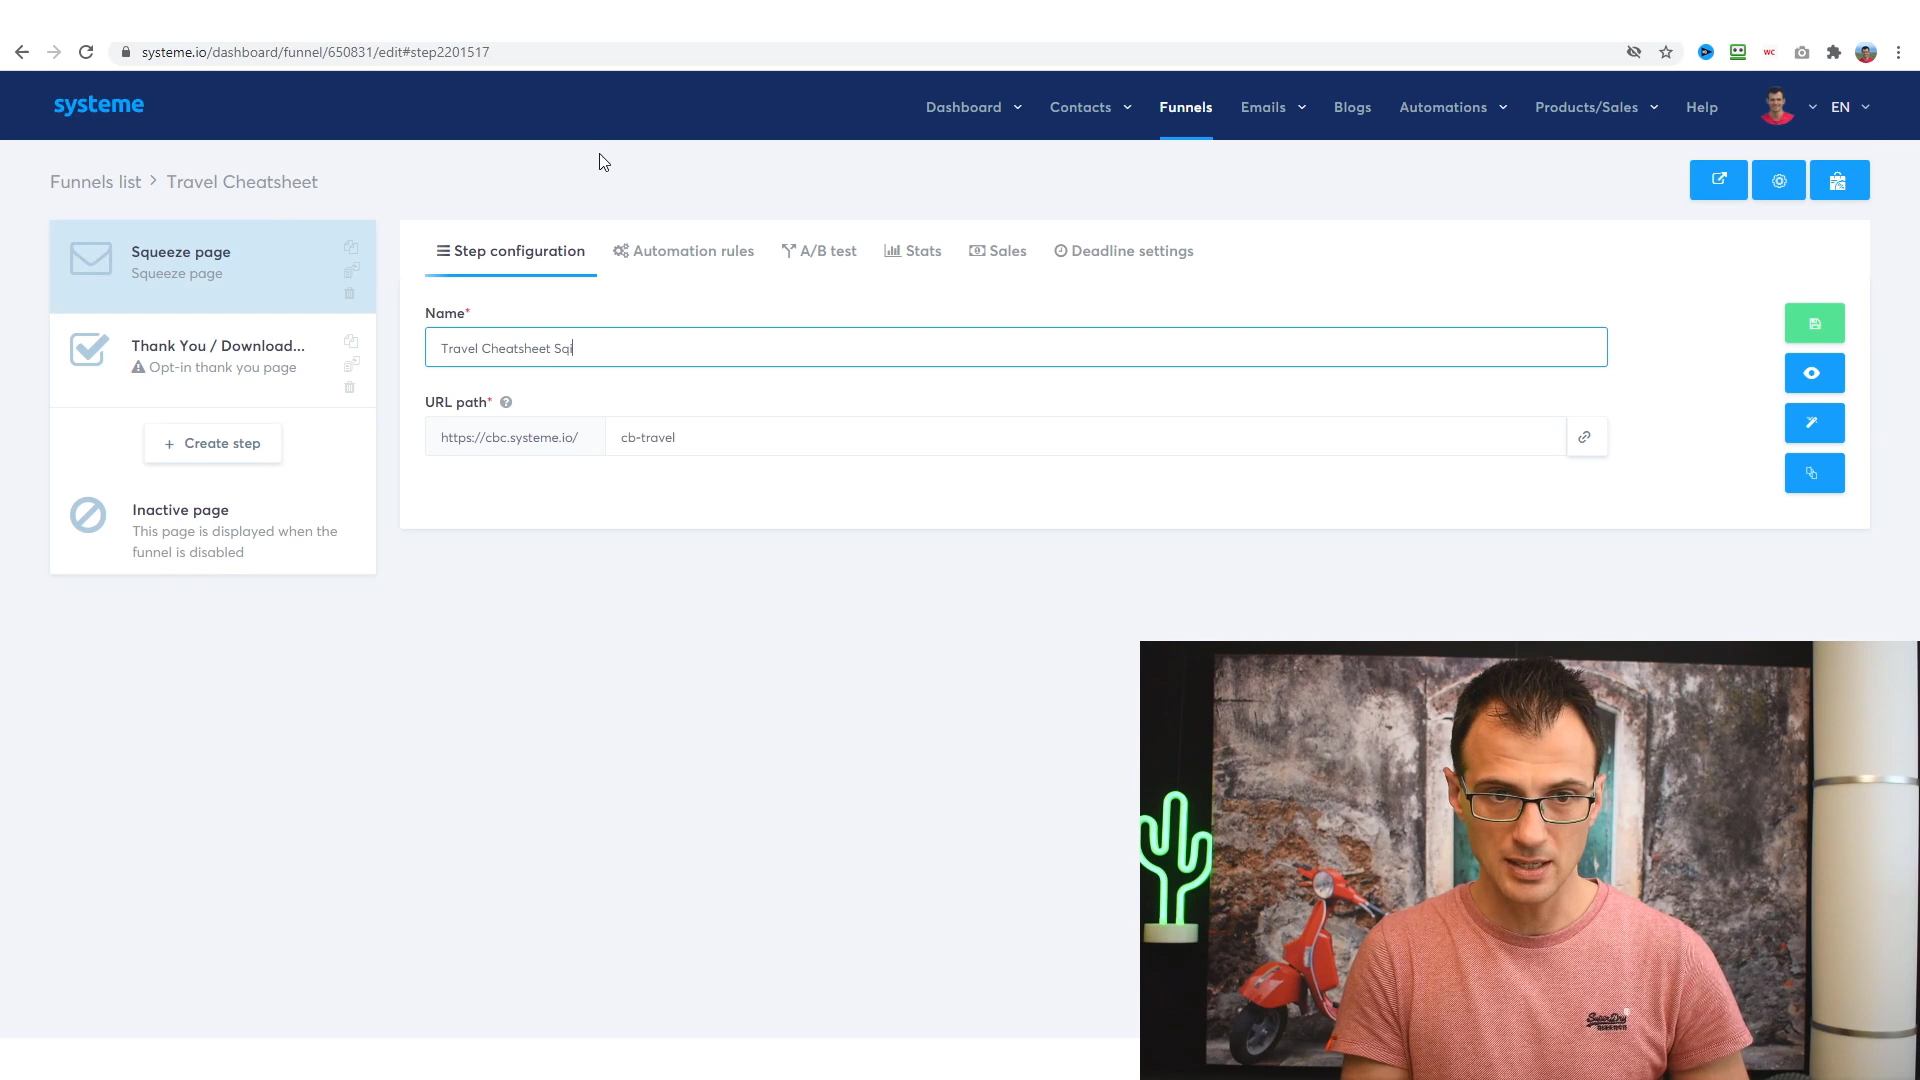 systeme.io/dashboard/funnel/650831/edit#step2201517
systeme
Dashboard
Contacts
Funnels
Emails
Blogs
Automations
Products/Sales
Help
EN
Funnels list > Travel Cheatsheet
Squeeze page
Squeeze page
Thank You / Download...
Opt-in thank you page
+ Create step
Inactive page
This page is displayed when the
funnel is disabled
Step configuration
Automation rules
A/B test
Stats
Sales
Deadline settings
Name*
Travel Cheatsheet Sqi
URL path* ?
https://cbc.systeme.io/
cb-travel
WC
SuperDry